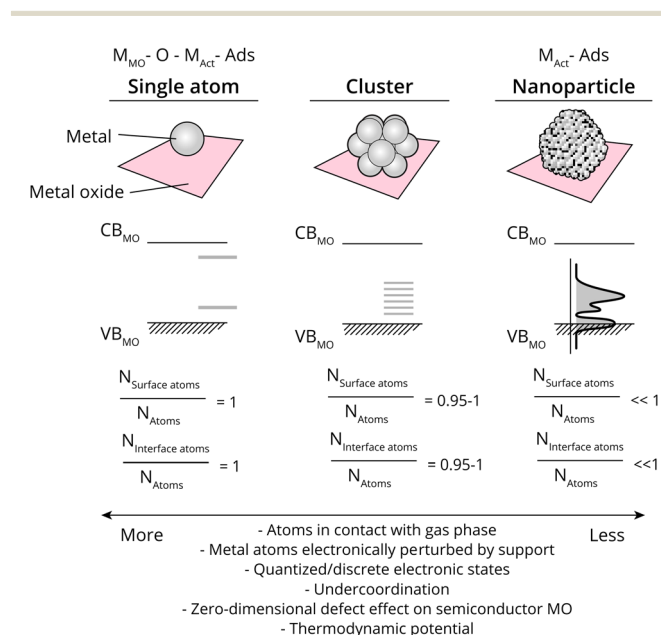 M_MO- O - M_Act- Ads
Single atom
Metal
Metal oxide
CB_MO
VB_MO
N_Surface atoms
N_Atoms
= 1
N_Interface atoms
N_Atoms
= 1
Cluster
CB_MO
VB_MO
N_Surface atoms
N_Atoms
= 0.95-1
N_Interface atoms
N_Atoms
= 0.95-1
M_Act- Ads
Nanoparticle
CB_MO
VB_MO
N_Surface atoms
N_Atoms
<< 1
N_Interface atoms
N_Atoms
<<1
More
Less
- Atoms in contact with gas phase
- Metal atoms electronically perturbed by support
- Quantized/discrete electronic states
- Undercoordination
- Zero-dimensional defect effect on semiconductor MO
- Thermodynamic potential